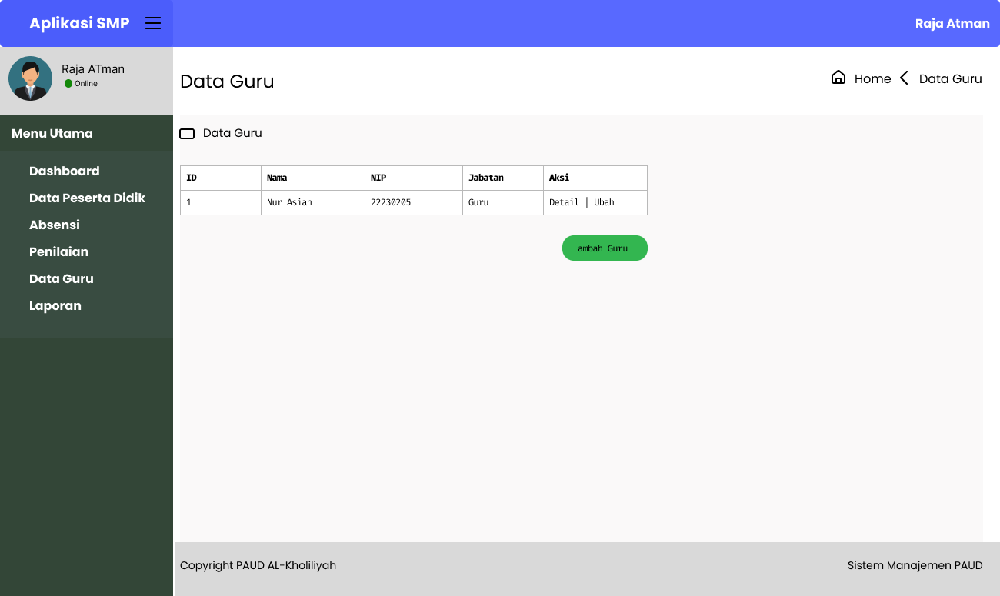 Aplikasi SMP
Raja Atman
Raja ATman
Online
Data Guru
Home
Data Guru
Menu Utama
Dashboard
Data Peserta Didik
Absensi
Penilaian
Data Guru
Laporan
Data Guru
ID Nama NIP Jabatan Aksi
1 Nur Asiah 22230205 Guru Detail | Ubah
ambah Guru
Copyright PAUD AL-Kholiliyah
Sistem Manajemen PAUD